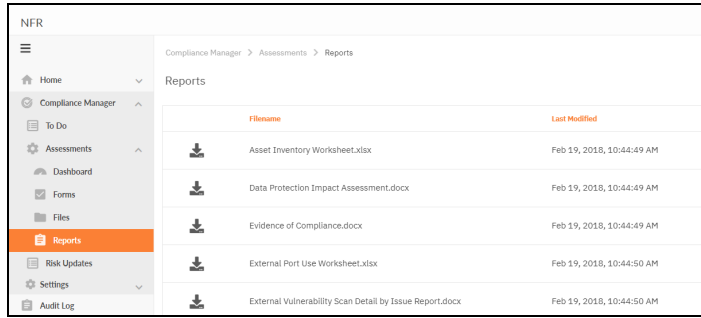 NFR
Compliance Manager > Assessments > Reports
Home
Reports
Compliance Manager
To Do
Assessments
Dashboard
Forms
Files
Reports
Risk Updates
Settings
Audit Log
Filename Last Modified
Asset Inventory Worksheet.xlsx Feb 19, 2018, 10:44:49 AM
Data Protection Impact Assessment.docx Feb 19, 2018, 10:44:49 AM
Evidence of Compliance.docx Feb 19, 2018, 10:44:49 AM
External Port Use Worksheet.xlsx Feb 19, 2018, 10:44:50 AM
External Vulnerability Scan Detail by Issue Report.docx Feb 19, 2018, 10:44:50 AM